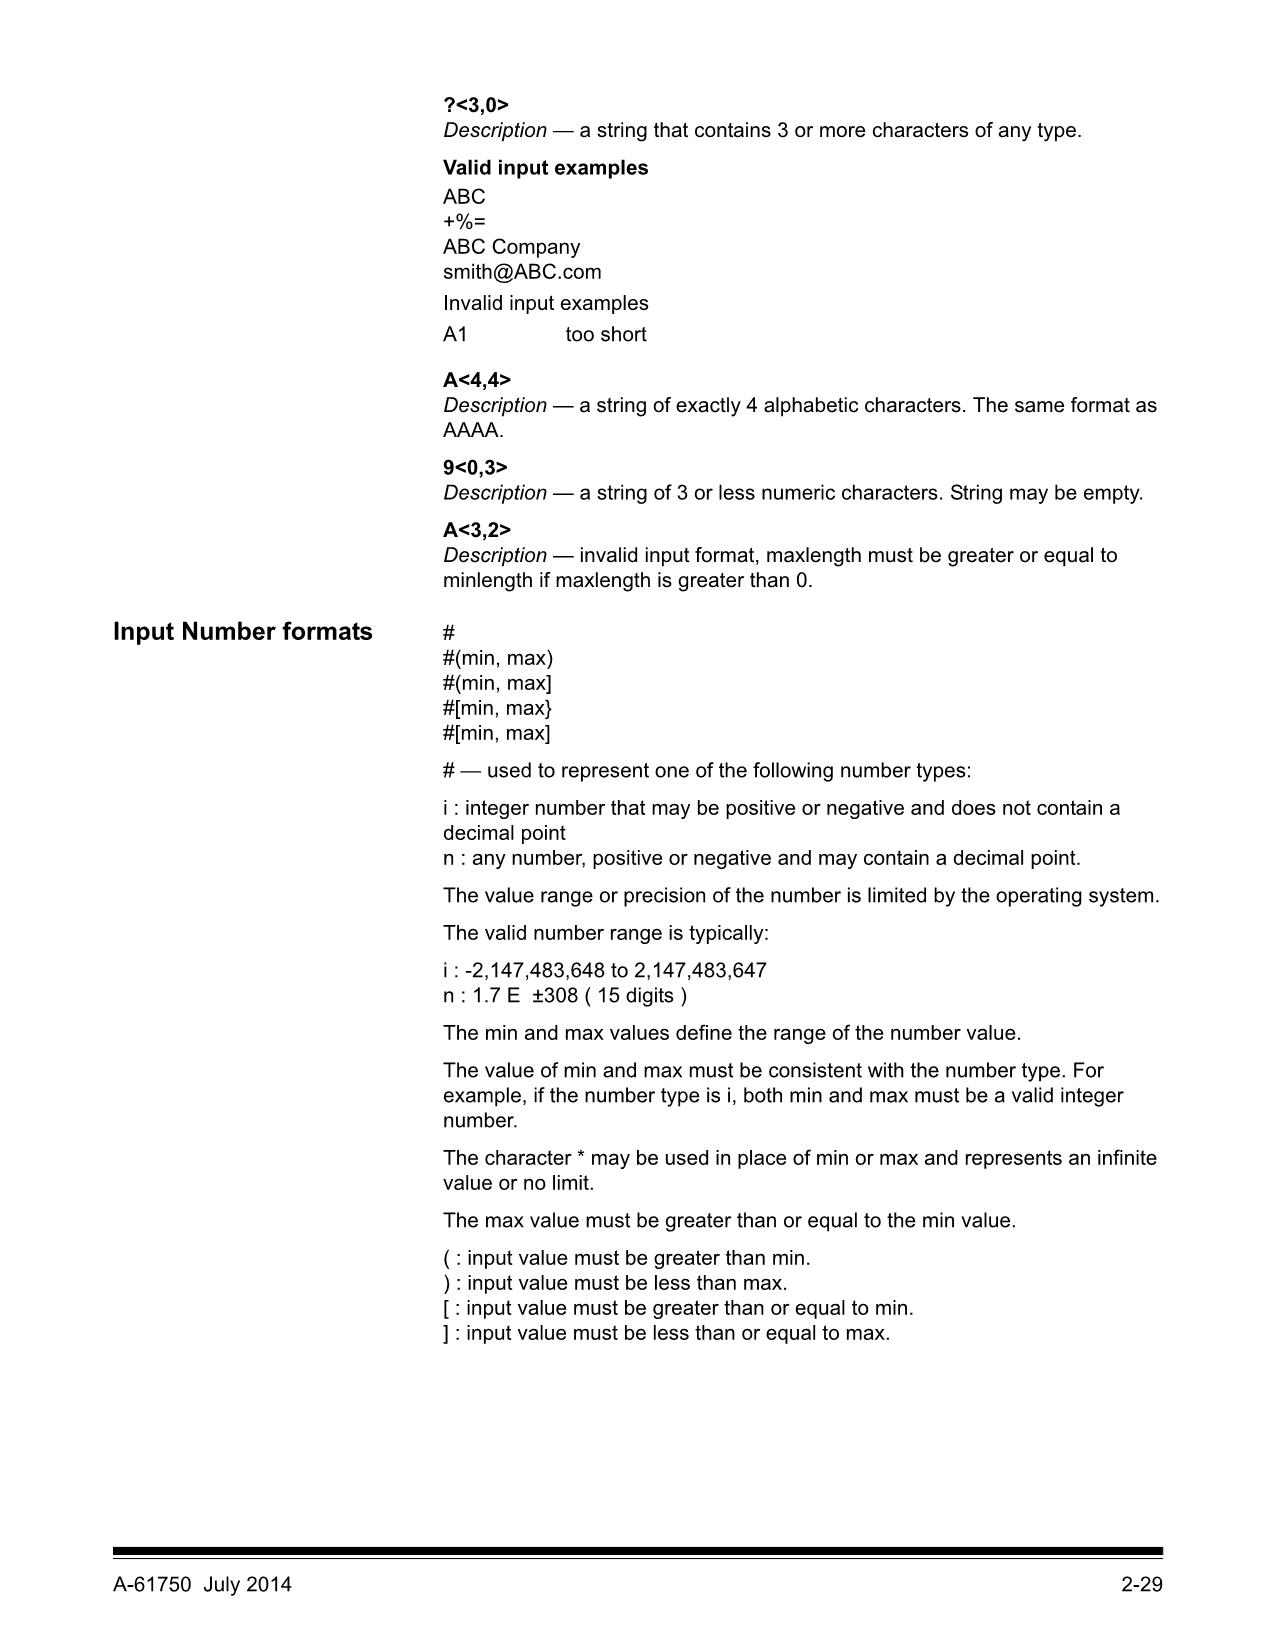 ?<3,0>
Description — a string that contains 3 or more characters of any type.
Valid input examples
ABC
+%=
ABC Company
smith@ABC.com
Invalid input examples
A1 too short
A<4,4>
Description — a string of exactly 4 alphabetic characters. The same format as
AAAA.
9<0,3>
Description — a string of 3 or less numeric characters. String may be empty.
A<3,2>
Description — invalid input format, maxlength must be greater or equal to
minlength if maxlength is greater than 0.
Input Number formats
#
#(min, max)
#(min, max]
#[min, max}
#[min, max]
# — used to represent one of the following number types:
i : integer number that may be positive or negative and does not contain a
decimal point
n : any number, positive or negative and may contain a decimal point.
The value range or precision of the number is limited by the operating system.
The valid number range is typically:
i : -2,147,483,648 to 2,147,483,647
n : 1.7 E ±308 ( 15 digits )
The min and max values define the range of the number value.
The value of min and max must be consistent with the number type. For
example, if the number type is i, both min and max must be a valid integer
number.
The character * may be used in place of min or max and represents an infinite
value or no limit.
The max value must be greater than or equal to the min value.
( : input value must be greater than min.
) : input value must be less than max.
[ : input value must be greater than or equal to min.
] : input value must be less than or equal to max.
A-61750 July 2014 2-29